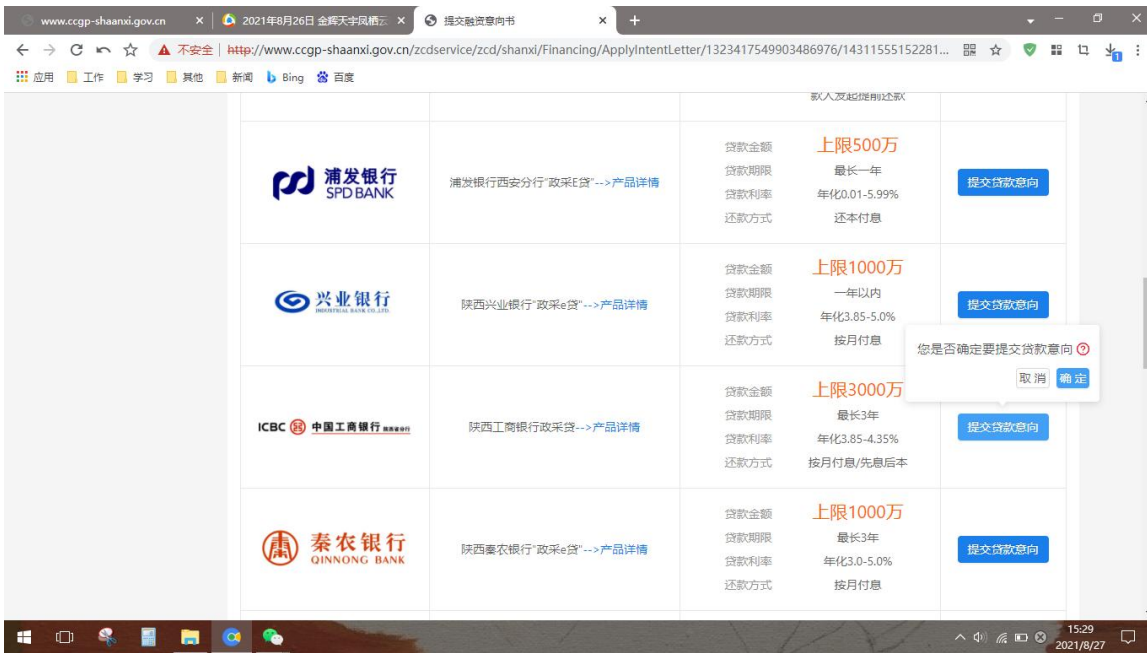 www.ccgp-shaanxi.gov.cn
2021年8月26日 金辉天宇凤栖云
提交融资意向书
不安全 | http://www.ccgp-shaanxi.gov.cn/zcdservice/zcd/shanxi/Financing/ApplyIntentLetter/1323417549903486976/14311555152281...
应用 工作 学习 其他 新闻 Bing 百度
款人发起提前还款
浦发银行
SPD BANK
浦发银行西安分行"政采E贷"-->产品详情
贷款金额 上限500万
贷款期限 最长一年
贷款利率 年化0.01-5.99%
还款方式 还本付息
提交贷款意向
兴业银行
INDUSTRIAL BANK CO.,LTD.
陕西兴业银行"政采e贷"-->产品详情
贷款金额 上限1000万
贷款期限 一年以内
贷款利率 年化3.85-5.0%
还款方式 按月付息
提交贷款意向
您是否确定要提交贷款意向
取消 确定
ICBC 中国工商银行 陕西省分行
陕西工商银行政采贷-->产品详情
贷款金额 上限3000万
贷款期限 最长3年
贷款利率 年化3.85-4.35%
还款方式 按月付息/先息后本
提交贷款意向
秦农银行
QINNONG BANK
陕西秦农银行"政采e贷"-->产品详情
贷款金额 上限1000万
贷款期限 最长3年
贷款利率 年化3.0-5.0%
还款方式 按月付息
提交贷款意向
15:29
2021/8/27